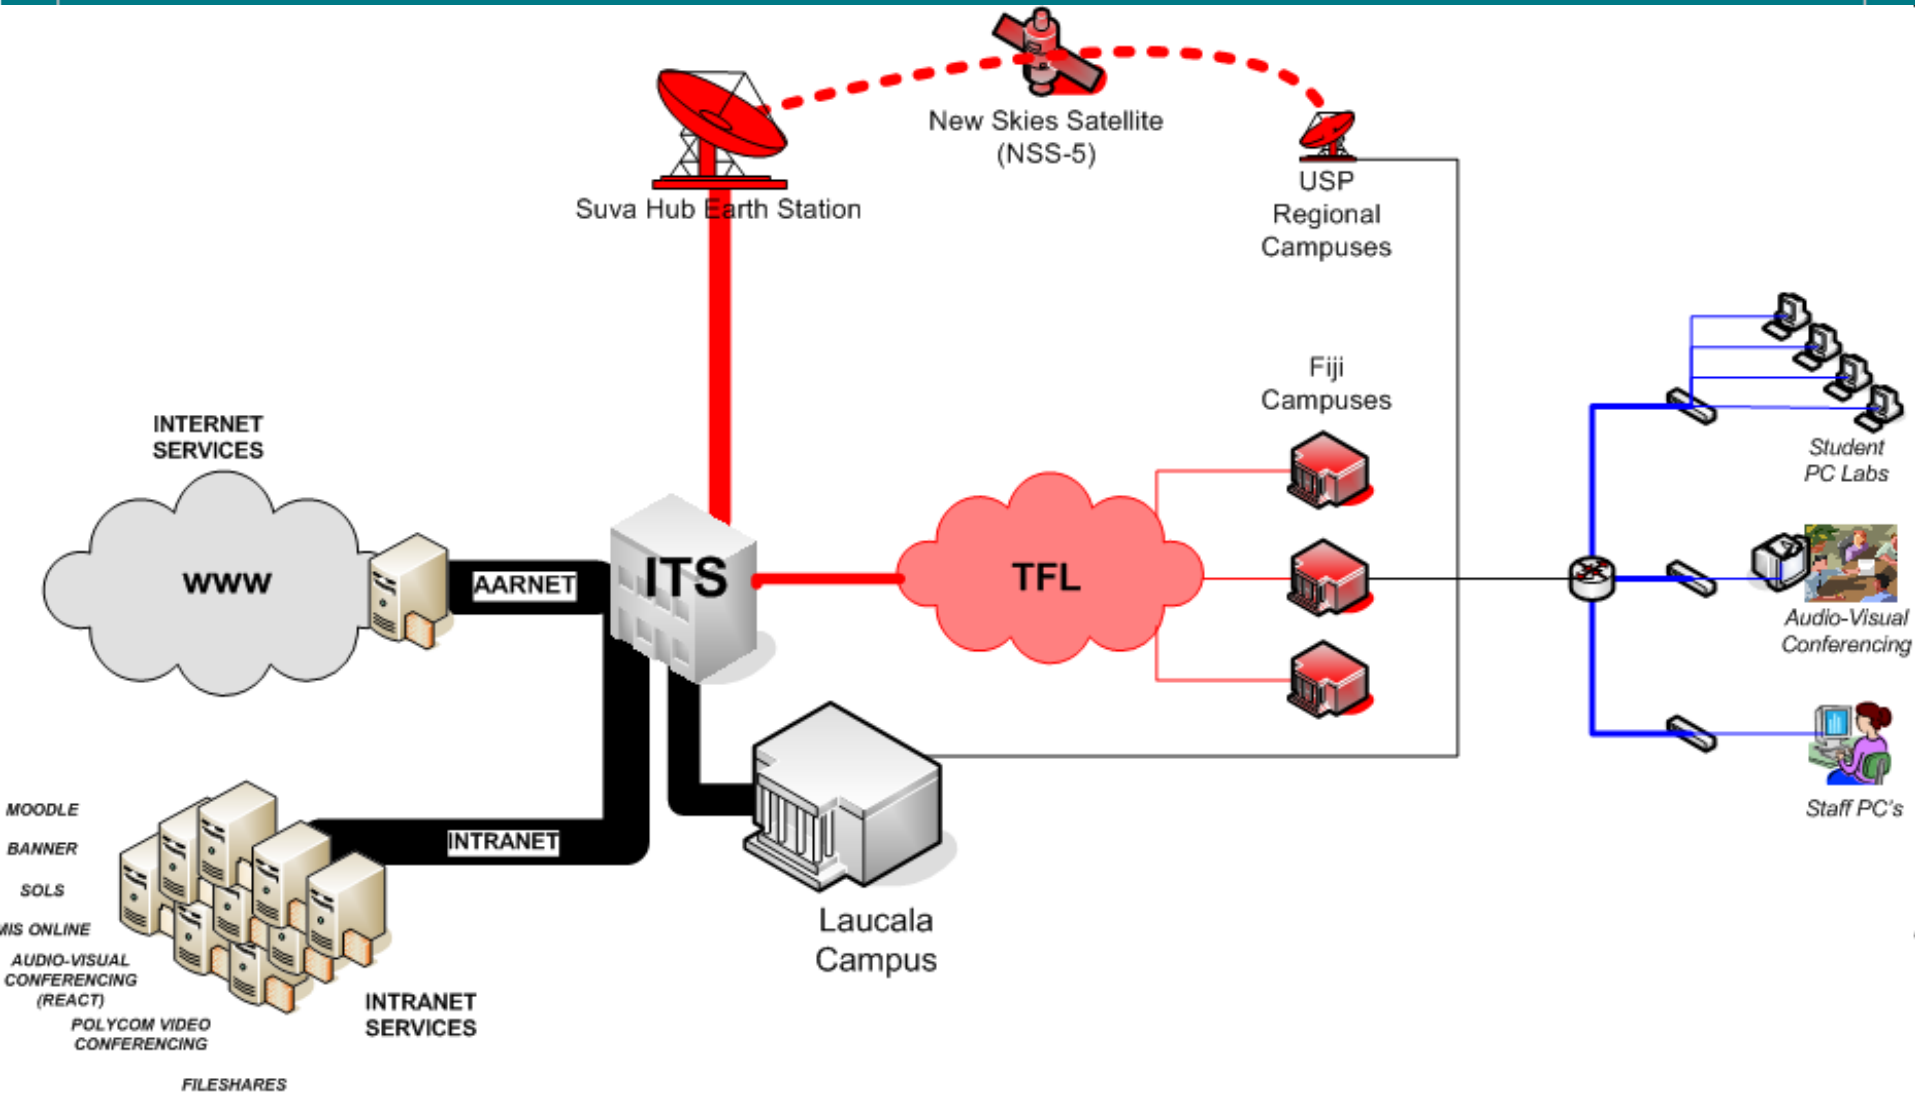 New Skies Satellite
(NSS-5)
Suva Hub Earth Station
USP
Regional
Campuses
Fiji
Campuses
INTERNET
SERVICES
www
AARNET
ITS
TFL
Student
PC Labs
Audio-Visual
Conferencing
Staff PC's
INTRANET
Laucala
Campus
MOODLE
BANNER
SOLS
MIS ONLINE
AUDIO-VISUAL
CONFERENCING
(REACT)
POLYCOM VIDEO
CONFERENCING
FILESHARES
INTRANET
SERVICES